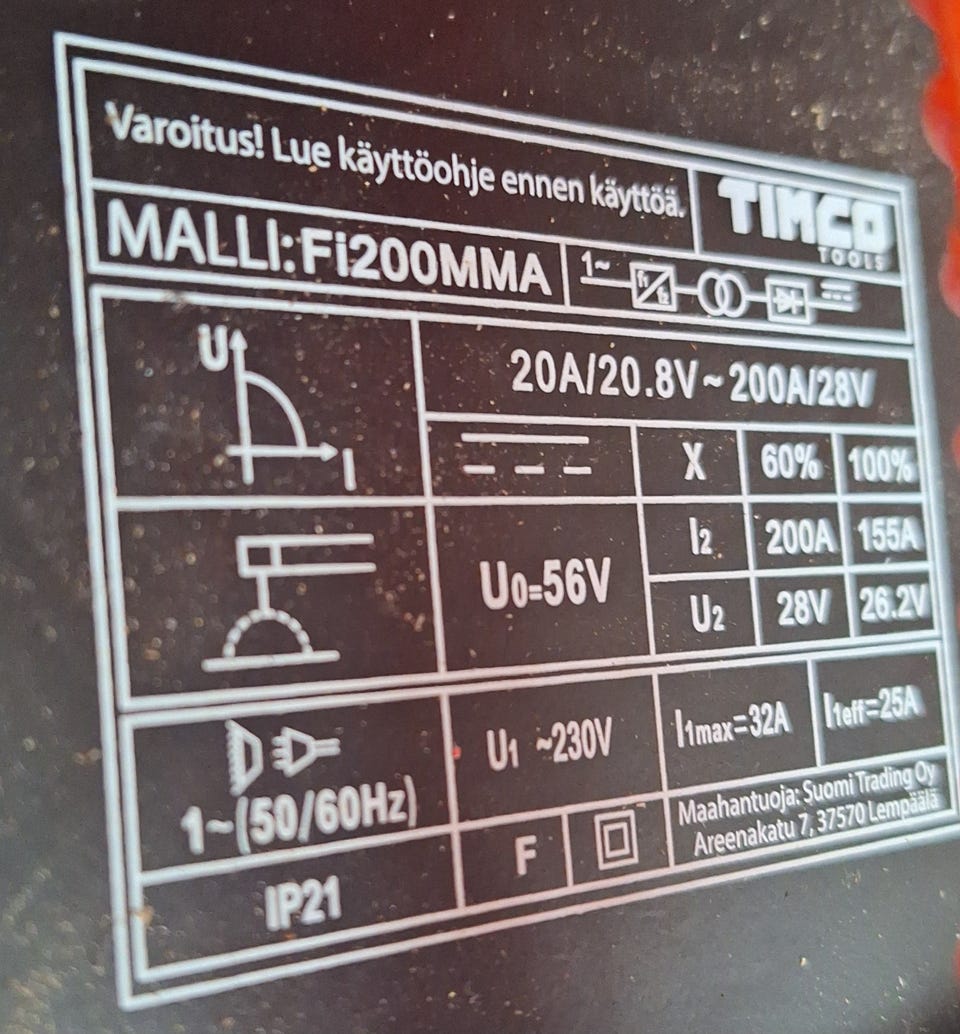 Varoitus! Lue käyttöohje ennen käyttöä.
TIMCO
TOOLS
MALLI:Fi200MMA
1~ f1 f2
U
I
20A/20.8V~200A/28V
X 60% 100%
U0=56V
I2 200A 155A
U2 28V 26.2V
1~(50/60Hz)
U1 ~230V
I1max=32A
I1eff=25A
IP21
F
Maahantuoja: Suomi Trading Oy
Areenakatu 7, 37570 Lempäälä